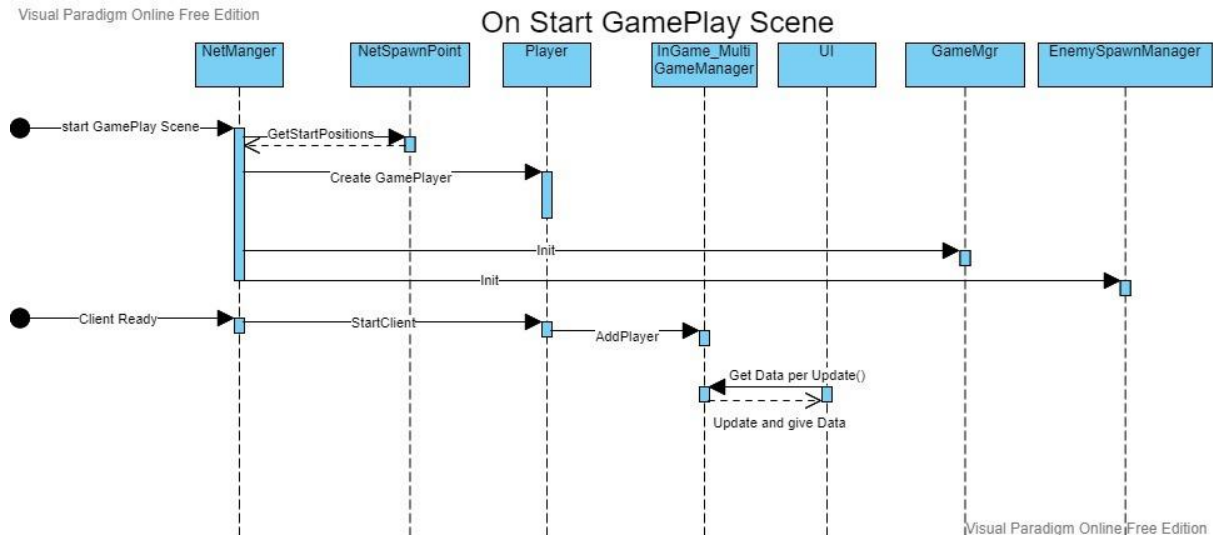 Visual Paradigm Online Free Edition
On Start GamePlay Scene
NetManger
NetSpawnPoint
Player
InGame_Multi
GameManager
UI
GameMgr
EnemySpawnManager
start GamePlay Scene
GetStartPositions
Create GamePlayer
Init
Init
Client Ready
StartClient
AddPlayer
Get Data per Update()
Update and give Data
Visual Paradigm Online Free Edition